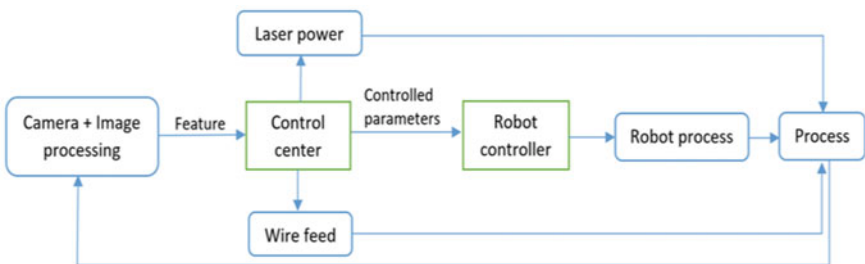 Laser power
Camera + Image
processing
Feature
Control
center
Controlled
parameters
Robot
controller
Robot process
Process
Wire feed